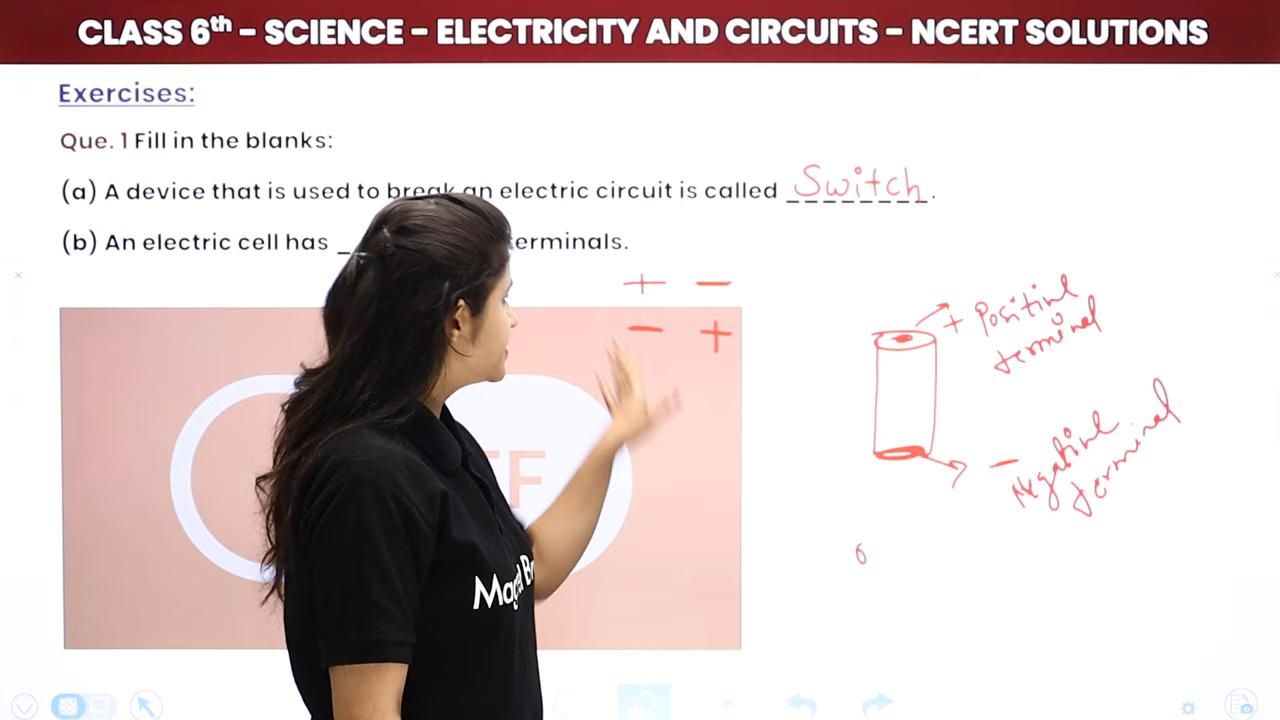 CLASS 6th – SCIENCE – ELECTRICITY AND CIRCUITS – NCERT SOLUTIONS
Exercises:
Que. 1 Fill in the blanks:
(a) A device that is used to break an electric circuit is called Switch.
(b) An electric cell has terminals.
+ −
− +
+ Positive
terminal
− Negative
terminal